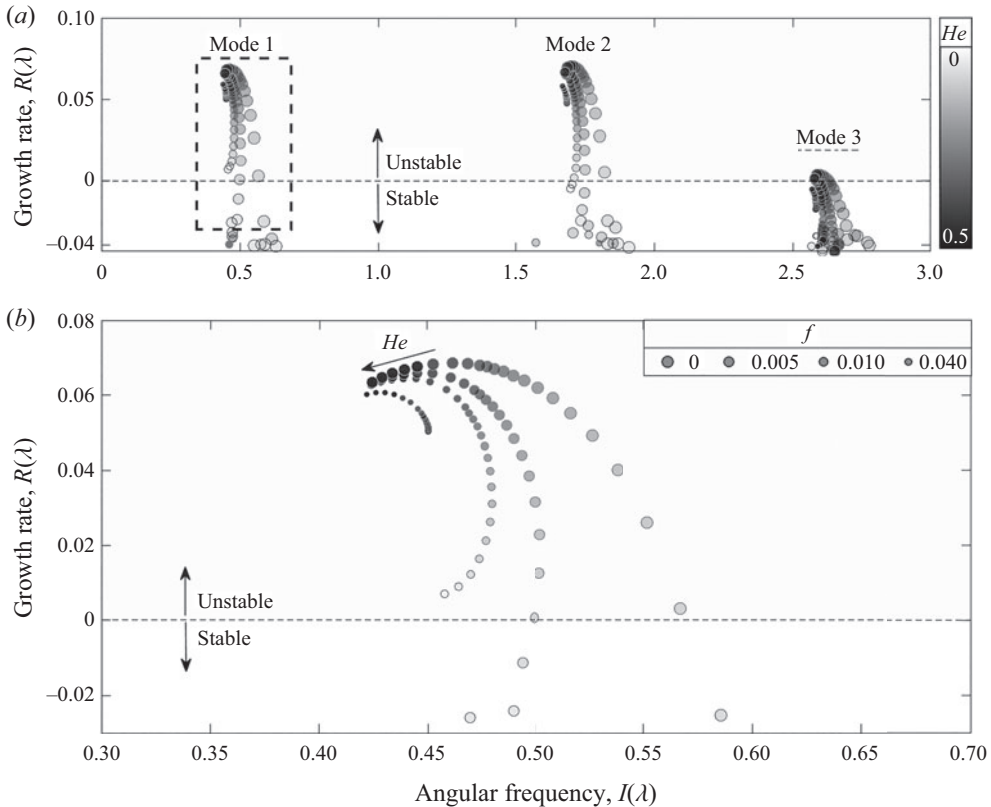 (a)
0.10
Mode 1
Mode 2
He
0
0.05
Growth rate, R(λ)
Unstable
Mode 3
0
Stable
–0.04
0.5
0
0.5
1.0
1.5
2.0
2.5
3.0
(b)
0.08
He
f
0
0.005
0.010
0.040
0.06
0.04
Growth rate, R(λ)
0.02
Unstable
0
Stable
–0.02
0.30
0.35
0.40
0.45
0.50
0.55
0.60
0.65
0.70
Angular frequency, I(λ)